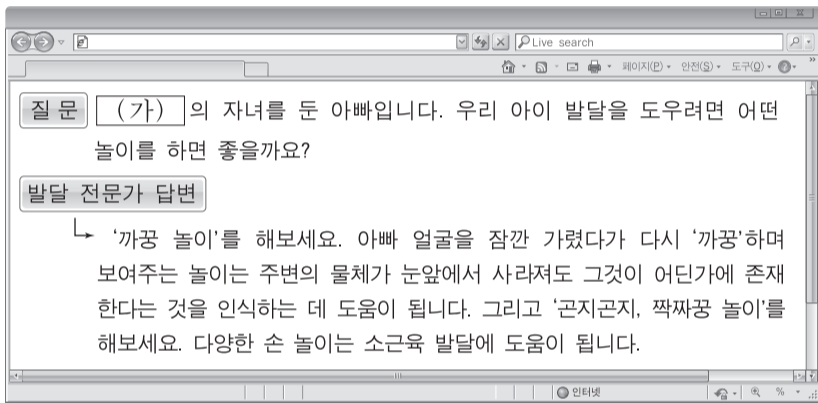 Live search
페이지(P) 안전(S) 도구(O) »
질문 (가) 의 자녀를 둔 아빠입니다. 우리 아이 발달을 도우려면 어떤
놀이를 하면 좋을까요?
발달 전문가 답변
‘까꿍 놀이’를 해보세요. 아빠 얼굴을 잠깐 가렸다가 다시 ‘까꿍’하며
보여주는 놀이는 주변의 물체가 눈앞에서 사라져도 그것이 어딘가에 존재
한다는 것을 인식하는 데 도움이 됩니다. 그리고 ‘곤지곤지, 짝짜꿍 놀이’를
해보세요. 다양한 손 놀이는 소근육 발달에 도움이 됩니다.
인터넷 %